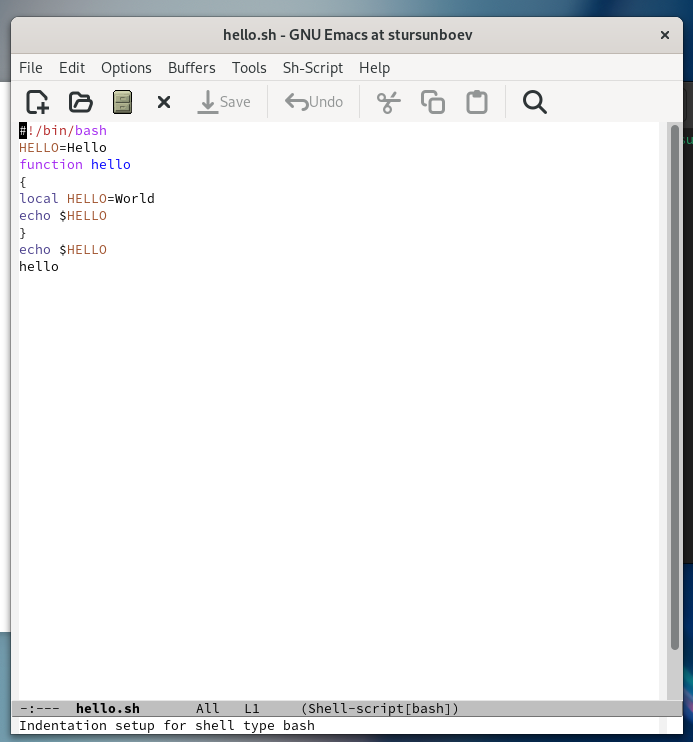 hello.sh - GNU Emacs at stursunboev
File Edit Options Buffers Tools Sh-Script Help
Save Undo
#!/bin/bash
HELLO=Hello
function hello
{
local HELLO=World
echo $HELLO
}
echo $HELLO
hello
-:--- hello.sh All L1 (Shell-script[bash])
Indentation setup for shell type bash